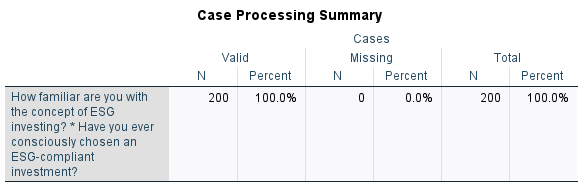 Case Processing Summary
Cases
Valid Missing Total
N Percent N Percent N Percent
How familiar are you with 200 100.0% 0 0.0% 200 100.0%
the concept of ESG
investing? * Have you ever
consciously chosen an
ESG-compliant
investment?